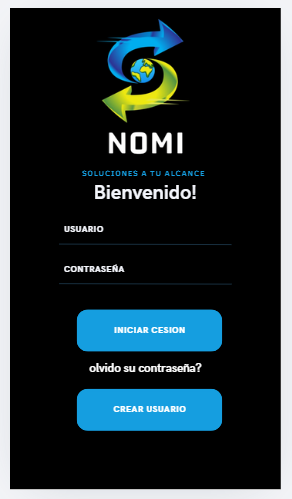 NOMI
SOLUCIONES A TU ALCANCE
Bienvenido!
USUARIO
CONTRASEÑA
INICIAR CESION
olvido su contraseña?
CREAR USUARIO